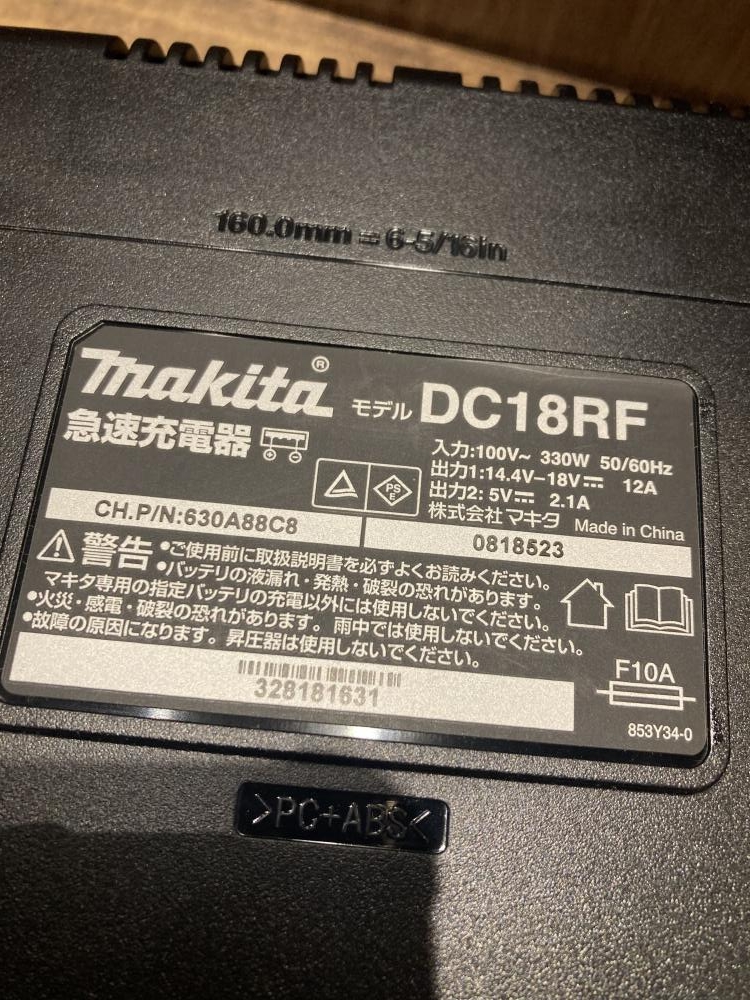 160.0mm = 6-5/16in
makita®
モデル DC18RF
急速充電器
入力:100V~ 330W 50/60Hz
出力1:14.4V-18V⎓ 12A
出力2: 5V⎓ 2.1A
株式会社 マキタ Made in China
PS E
CH.P/N:630A88C8
0818523
警告 •ご使用前に取扱説明書を必ずよくお読みください。
•バッテリの液漏れ・発熱・破裂の恐れがあります。
マキタ専用の指定バッテリの充電以外には使用しないでください。
•火災・感電・破裂の恐れがあります。 雨中では使用しないでください。
•故障の原因になります。昇圧器は使用しないでください。
328181631
F10A
853Y34-0
>PC+ABS<